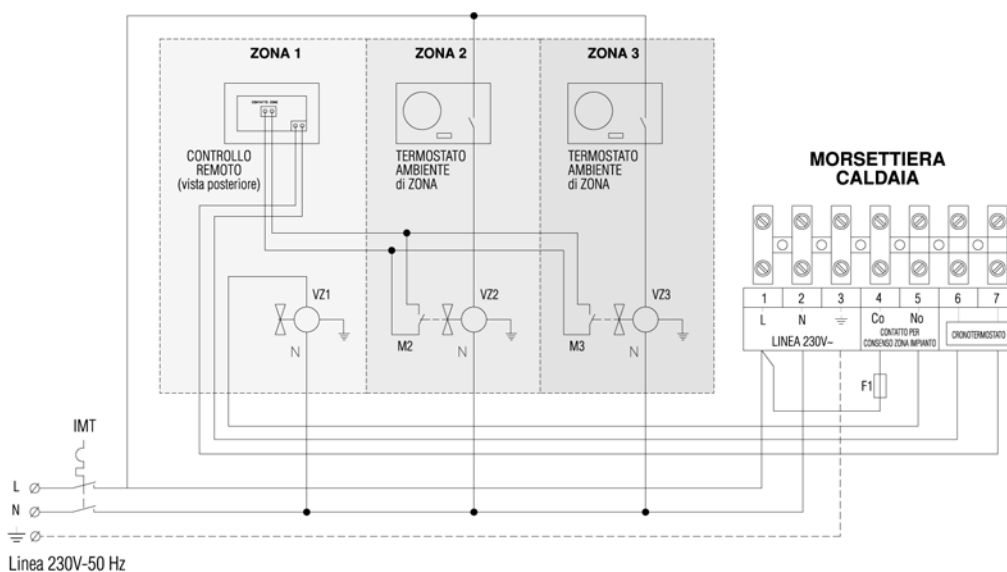 ZONA 1
ZONA 2
ZONA 3
CONTATTO ZONE
CONTROLLO
REMOTO
(vista posteriore)
TERMOSTATO
AMBIENTE
di ZONA
TERMOSTATO
AMBIENTE
di ZONA
MORSETTIERA
CALDAIA
VZ1
N
VZ2
M2
N
VZ3
M3
N
1 2 3 4 5 6 7
L N Co No
LINEA 230V~
CONTATTO PER
CONSENSO ZONA IMPIANTO
CRONOTERMOSTATO
F1
IMT
L
N
Linea 230V-50 Hz